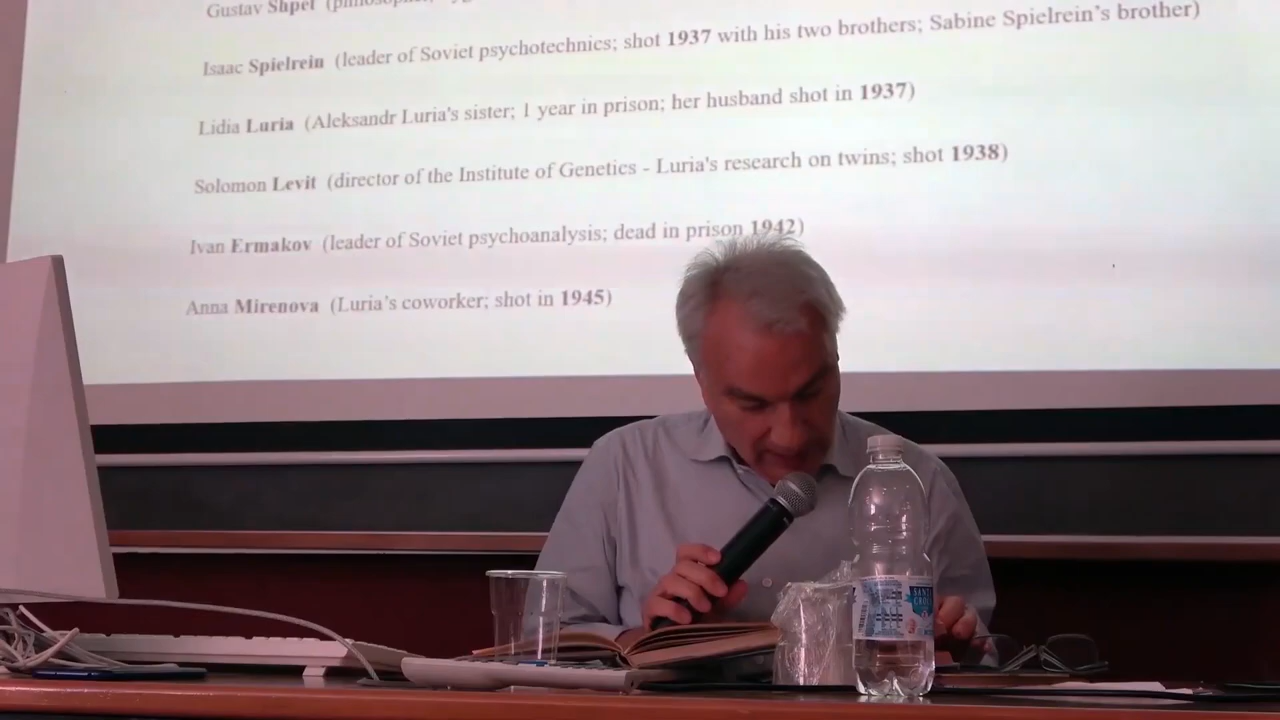 Gustav Shpet
Isaac Spielrein (leader of Soviet psychotechnics; shot 1937 with his two brothers; Sabine Spielrein's brother)
Lidia Luria (Aleksandr Luria's sister; 1 year in prison; her husband shot in 1937)
Solomon Levit (director of the Institute of Genetics - Luria's research on twins; shot 1938)
Ivan Ermakov (leader of Soviet psychoanalysis; dead in prison 1942)
Anna Mirenova (Luria's coworker; shot in 1945)